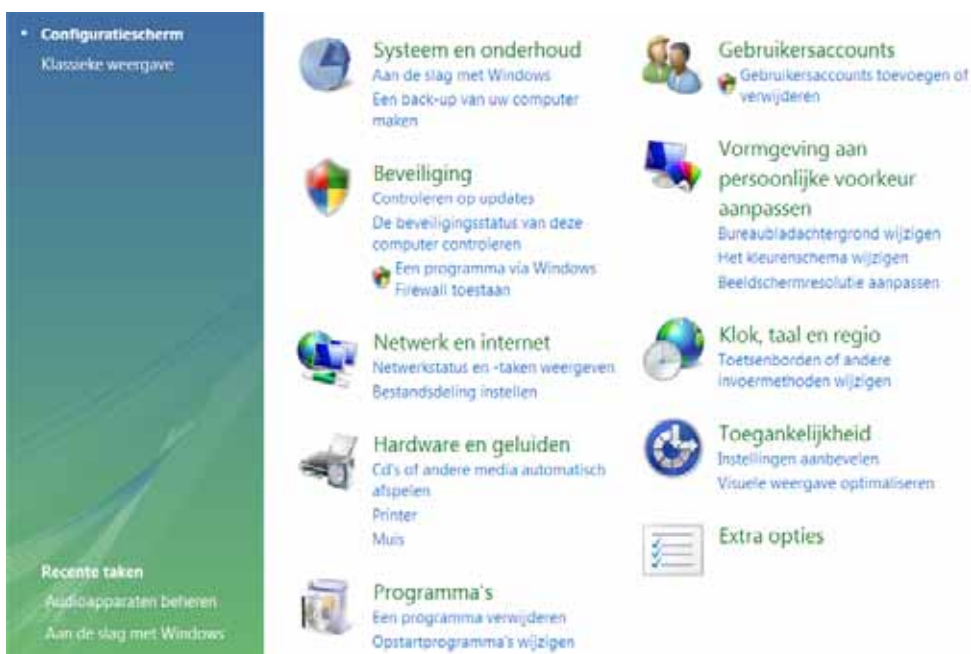 Configuratiescherm
Klassieke weergave
Recente taken
Audioapparaten beheren
Aan de slag met Windows
Systeem en onderhoud
Aan de slag met Windows
Een back-up van uw computer
maken
Beveiliging
Controleren op updates
De beveiligingsstatus van deze
computer controleren
Een programma via Windows
Firewall toestaan
Netwerk en internet
Netwerkstatus en -taken weergeven
Bestandsdeling instellen
Hardware en geluiden
Cd's of andere media automatisch
afspelen
Printer
Muis
Programma's
Een programma verwijderen
Opstartprogramma's wijzigen
Gebruikersaccounts
Gebruikersaccounts toevoegen of
verwijderen
Vormgeving aan
persoonlijke voorkeur
aanpassen
Bureaubladachtergrond wijzigen
Het kleurenschema wijzigen
Beeldschermresolutie aanpassen
Klok, taal en regio
Toetsenborden of andere
invoermethoden wijzigen
Toegankelijkheid
Instellingen aanbevelen
Visuele weergave optimaliseren
Extra opties